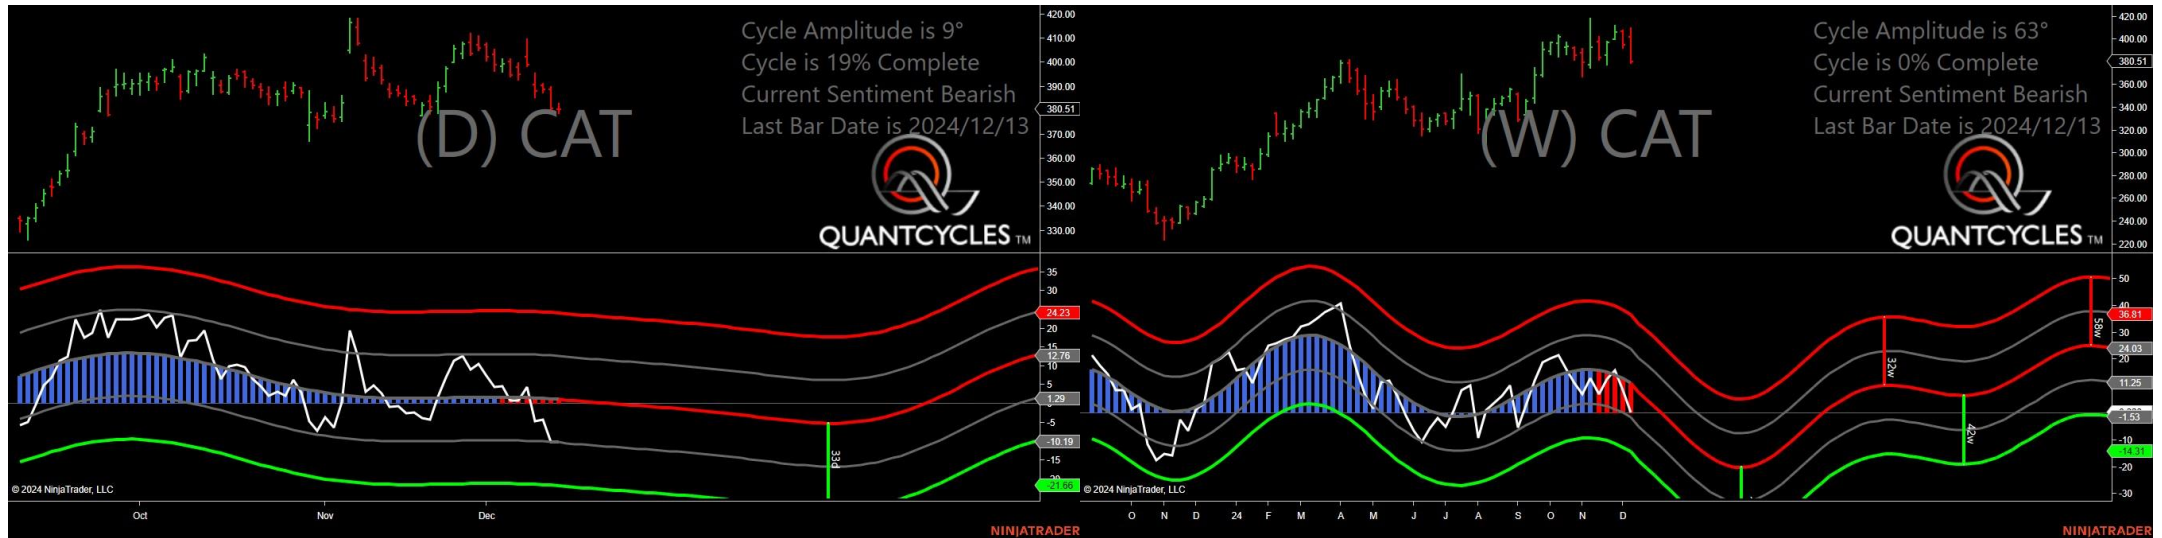 Cycle Amplitude is 9°
Cycle is 19% Complete
Current Sentiment Bearish
Last Bar Date is 2024/12/13
(D) CAT
QUANTCYCLES TM
420.00
410.00
400.00
390.00
380.51
370.00
360.00
350.00
340.00
330.00
35
30
24.23
20
15
12.76
10
5
1.29
-5
-10.19
-15
-21.66
33d
© 2024 NinjaTrader, LLC
Oct
Nov
Dec
NINJATRADER
Cycle Amplitude is 63°
Cycle is 0% Complete
Current Sentiment Bearish
Last Bar Date is 2024/12/13
(W) CAT
QUANTCYCLES TM
420.00
400.00
380.51
360.00
340.00
320.00
300.00
280.00
260.00
240.00
220.00
50
40
36.81
30
24.03
20
11.25
-1.53
-10
-14.31
-20
-30
32w
42w
58w
© 2024 NinjaTrader, LLC
O N D 24 F M A M J J A S O N D
NINJATRADER